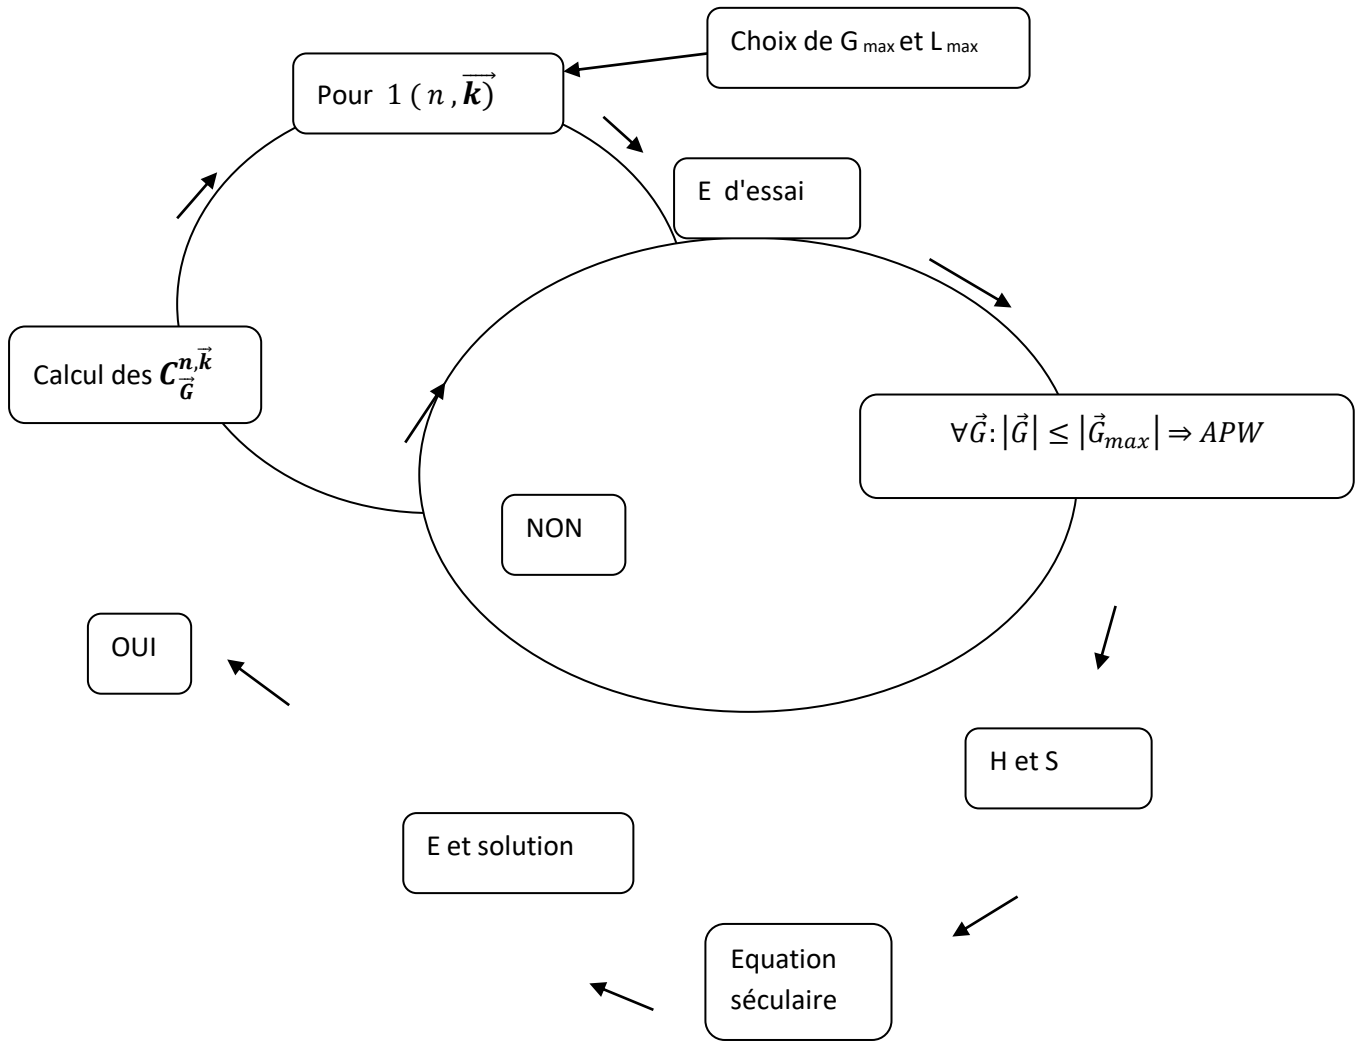 Choix de G max et L max
Pour 1 ( n , k⃗)
E d'essai
Calcul des C_G⃗^n,k⃗
∀G⃗: |G⃗| ≤ |G⃗max| ⇒ APW
NON
OUI
H et S
E et solution
Equation
séculaire